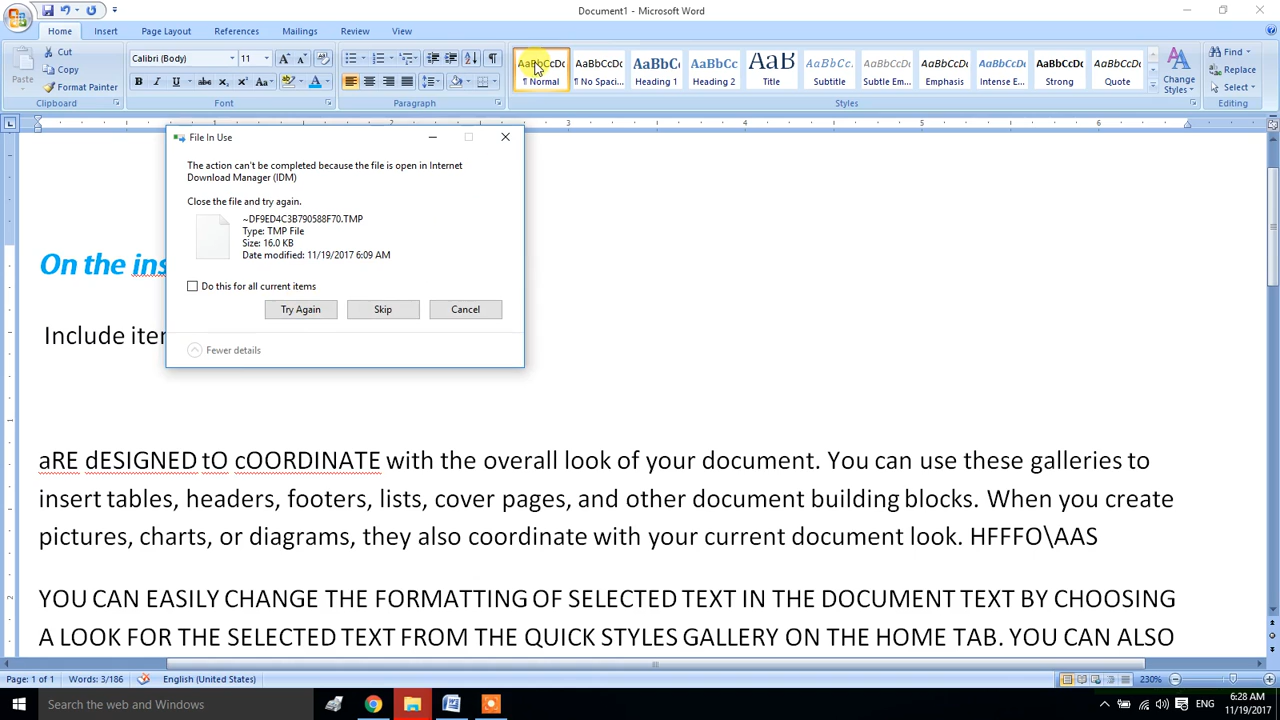 Document1 - Microsoft Word
Home Insert Page Layout References Mailings Review View
Paste
Cut
Copy
Format Painter
Clipboard
Calibri (Body) 11
Font
Paragraph
AaBbCcDc AaBbCcDc AaBbC AaBbCc AaB AaBbCc. AaBbCcDc AaBbCcDc AaBbCcDc AaBbCcDc AaBbCcDc
¶ Normal ¶ No Spaci... Heading 1 Heading 2 Title Subtitle Subtle Em... Emphasis Intense E... Strong Quote
Styles
Change
Styles
Find
Replace
Select
Editing
File In Use
The action can't be completed because the file is open in Internet
Download Manager (IDM)
Close the file and try again.
~DF9ED4C3B790588F70.TMP
Type: TMP File
Size: 16.0 KB
Date modified: 11/19/2017 6:09 AM
Do this for all current items
Try Again Skip Cancel
Fewer details
On the ins
Include iter
aRE dESIGNED tO cOORDINATE with the overall look of your document. You can use these galleries to
insert tables, headers, footers, lists, cover pages, and other document building blocks. When you create
pictures, charts, or diagrams, they also coordinate with your current document look. HFFFO\AAS
YOU CAN EASILY CHANGE THE FORMATTING OF SELECTED TEXT IN THE DOCUMENT TEXT BY CHOOSING
A LOOK FOR THE SELECTED TEXT FROM THE QUICK STYLES GALLERY ON THE HOME TAB. YOU CAN ALSO
Page: 1 of 1 Words: 3/186 English (United States) 230%
Search the web and Windows
ENG
6:28 AM
11/19/2017